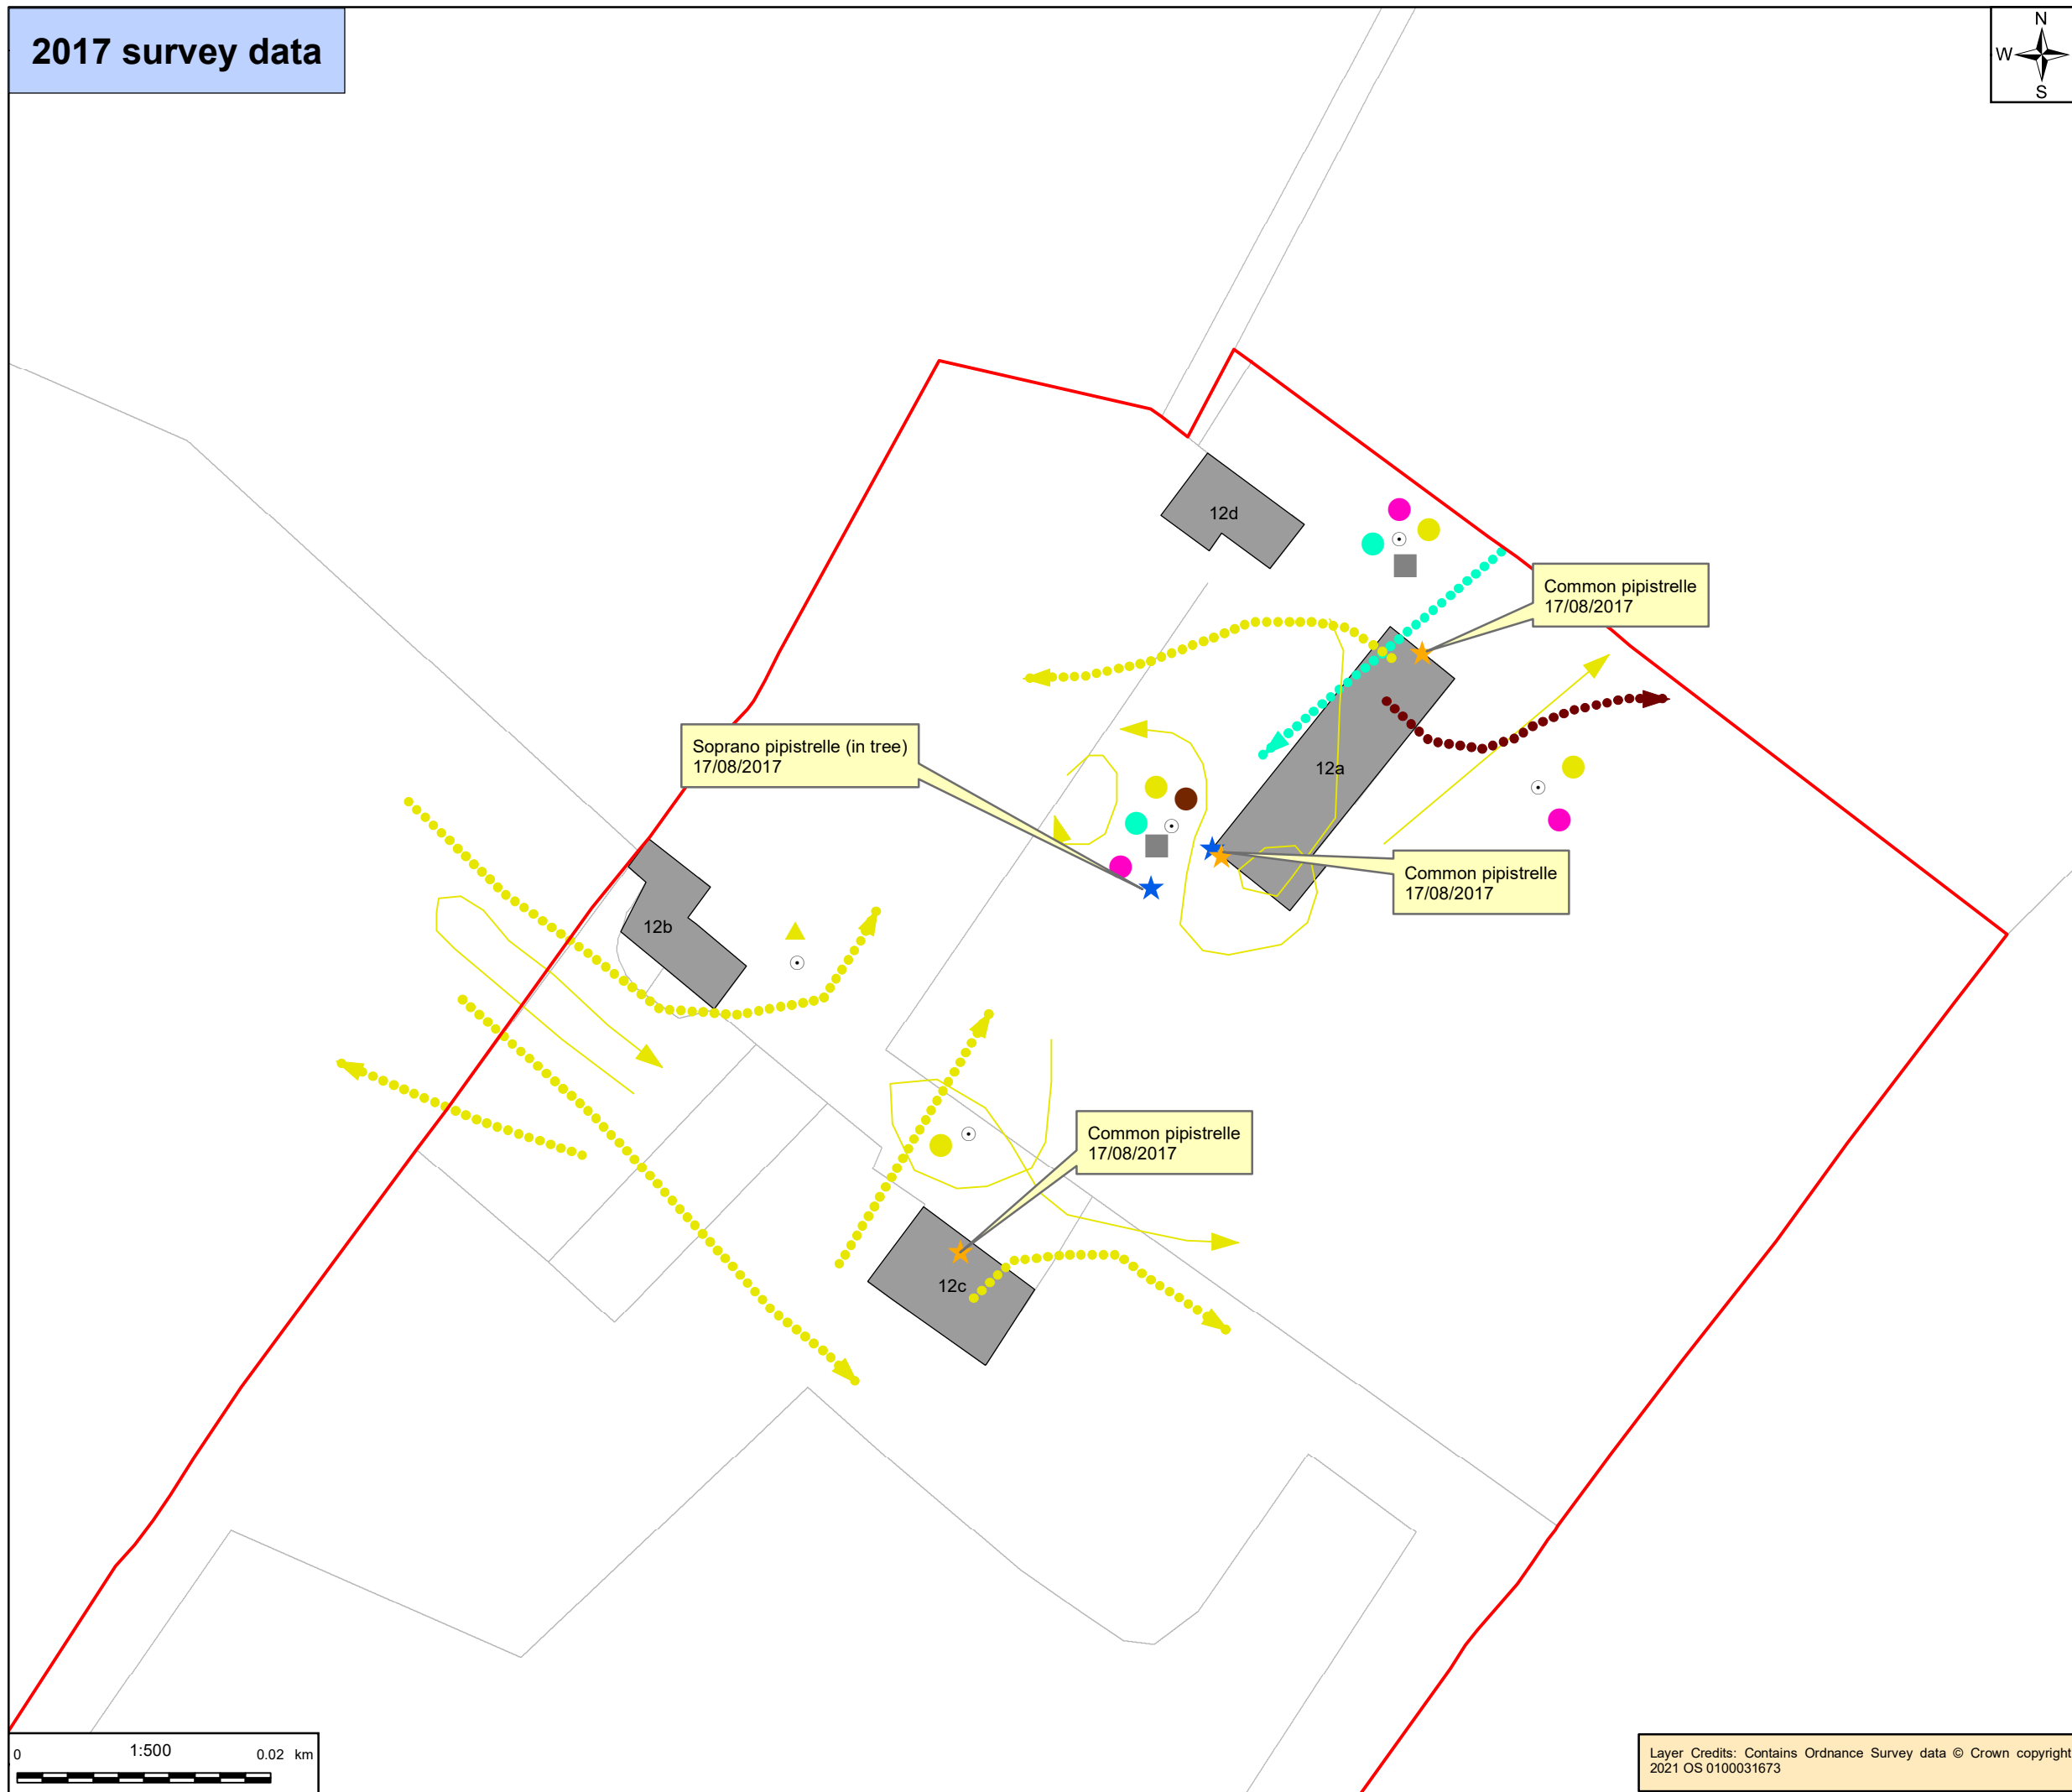 2017 survey data
N
W
S
12d
Common pipistrelle
17/08/2017
Soprano pipistrelle (in tree)
17/08/2017
12a
Common pipistrelle
17/08/2017
12b
Common pipistrelle
17/08/2017
12c
0 1:500 0.02 km
Layer Credits: Contains Ordnance Survey data © Crown copyright
2021 OS 0100031673